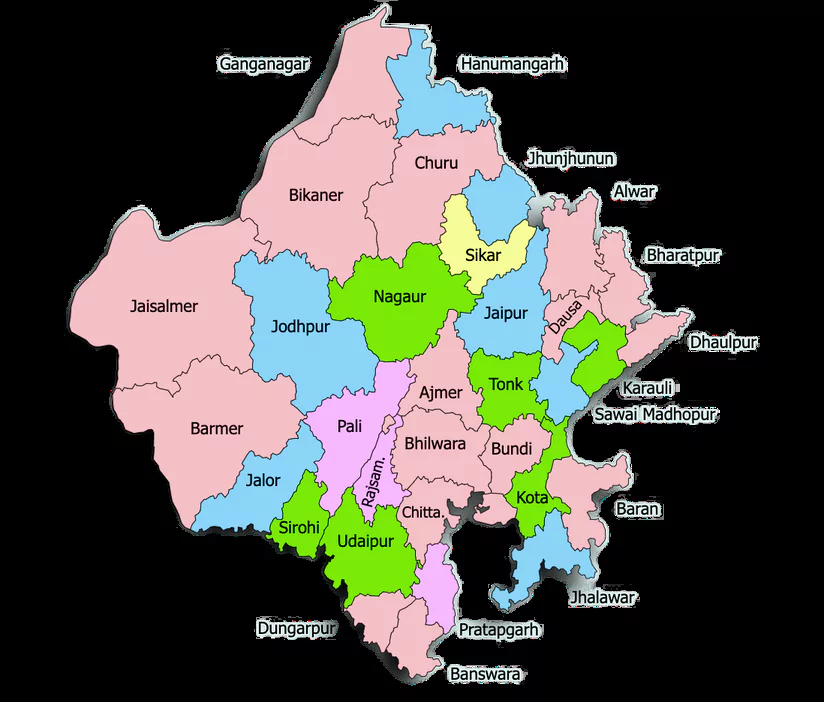 Ganganagar
Hanumangarh
Churu
Jhunjhunun
Bikaner
Alwar
Sikar
Bharatpur
Jaisalmer
Nagaur
Jodhpur
Jaipur
Dausa
Dhaulpur
Ajmer
Tonk
Karauli
Sawai Madhopur
Barmer
Pali
Bhilwara
Bundi
Jalor
Rajsam.
Kota
Baran
Chitta.
Sirohi
Udaipur
Jhalawar
Dungarpur
Pratapgarh
Banswara